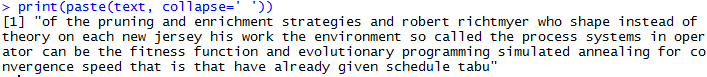 > print(paste(text, collapse=' '))
[1] "of the pruning and enrichment strategies and robert richtmyer who shape instead of
theory on each new jersey his work the environment so called the process systems in oper
ator can be the fitness function and evolutionary programming simulated annealing for co
nvergence speed that is that have already given schedule tabu"